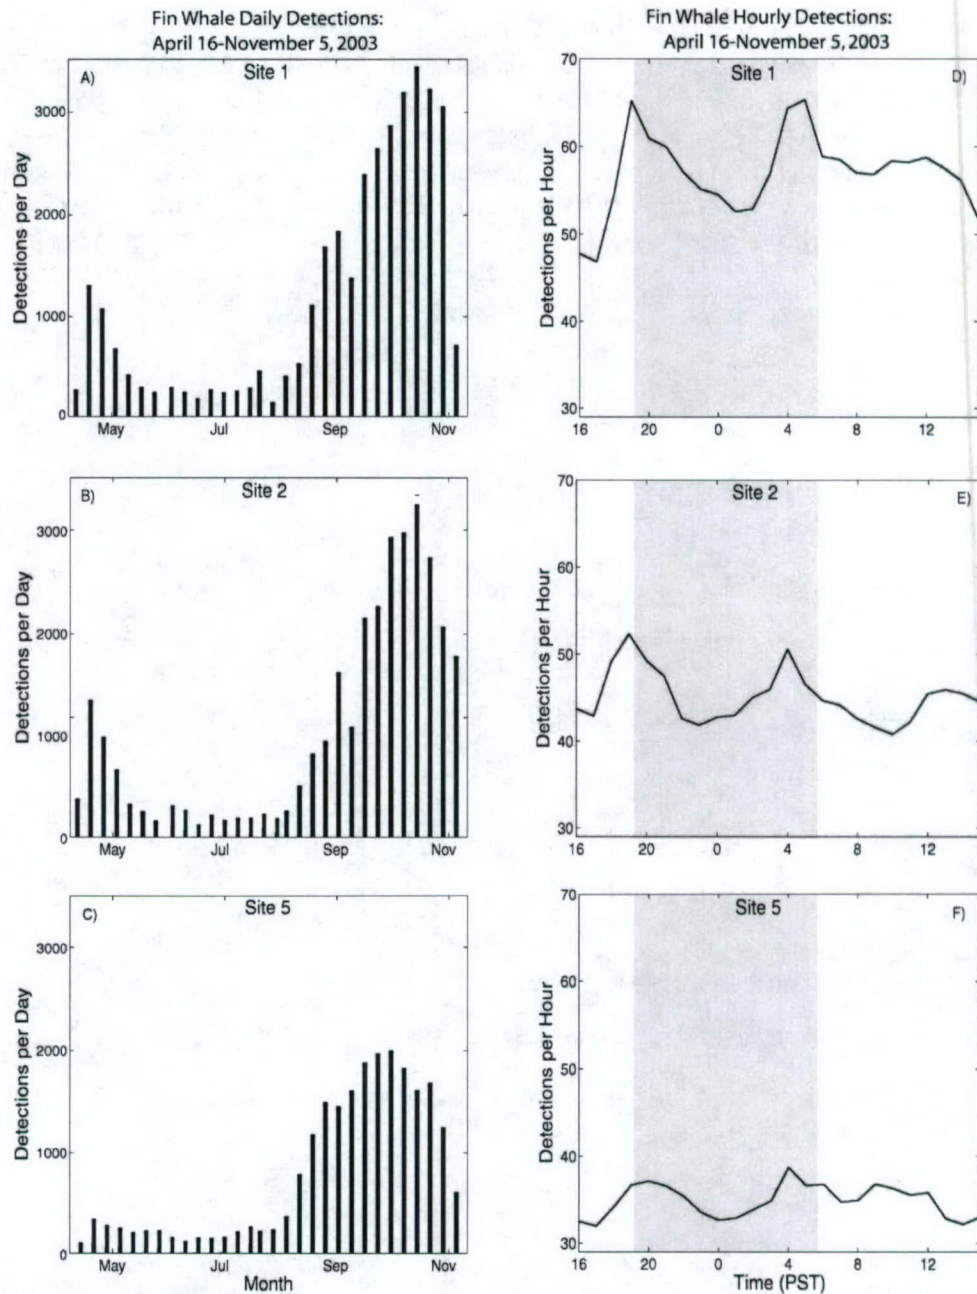 Fin Whale Daily Detections:
April 16-November 5, 2003
A)
Site 1
Detections per Day
3000
2000
1000
0
May
Jul
Sep
Nov
B)
Site 2
Detections per Day
3000
2000
1000
0
May
Jul
Sep
Nov
C)
Site 5
Detections per Day
3000
2000
1000
0
May
Jul
Sep
Nov
Month
Fin Whale Hourly Detections:
April 16-November 5, 2003
Site 1
D)
Detections per Hour
70
60
50
40
30
16
20
0
4
8
12
Site 2
E)
Detections per Hour
70
60
50
40
30
16
20
0
4
8
12
Site 5
F)
Detections per Hour
70
60
50
40
30
16
20
0
4
8
12
Time (PST)